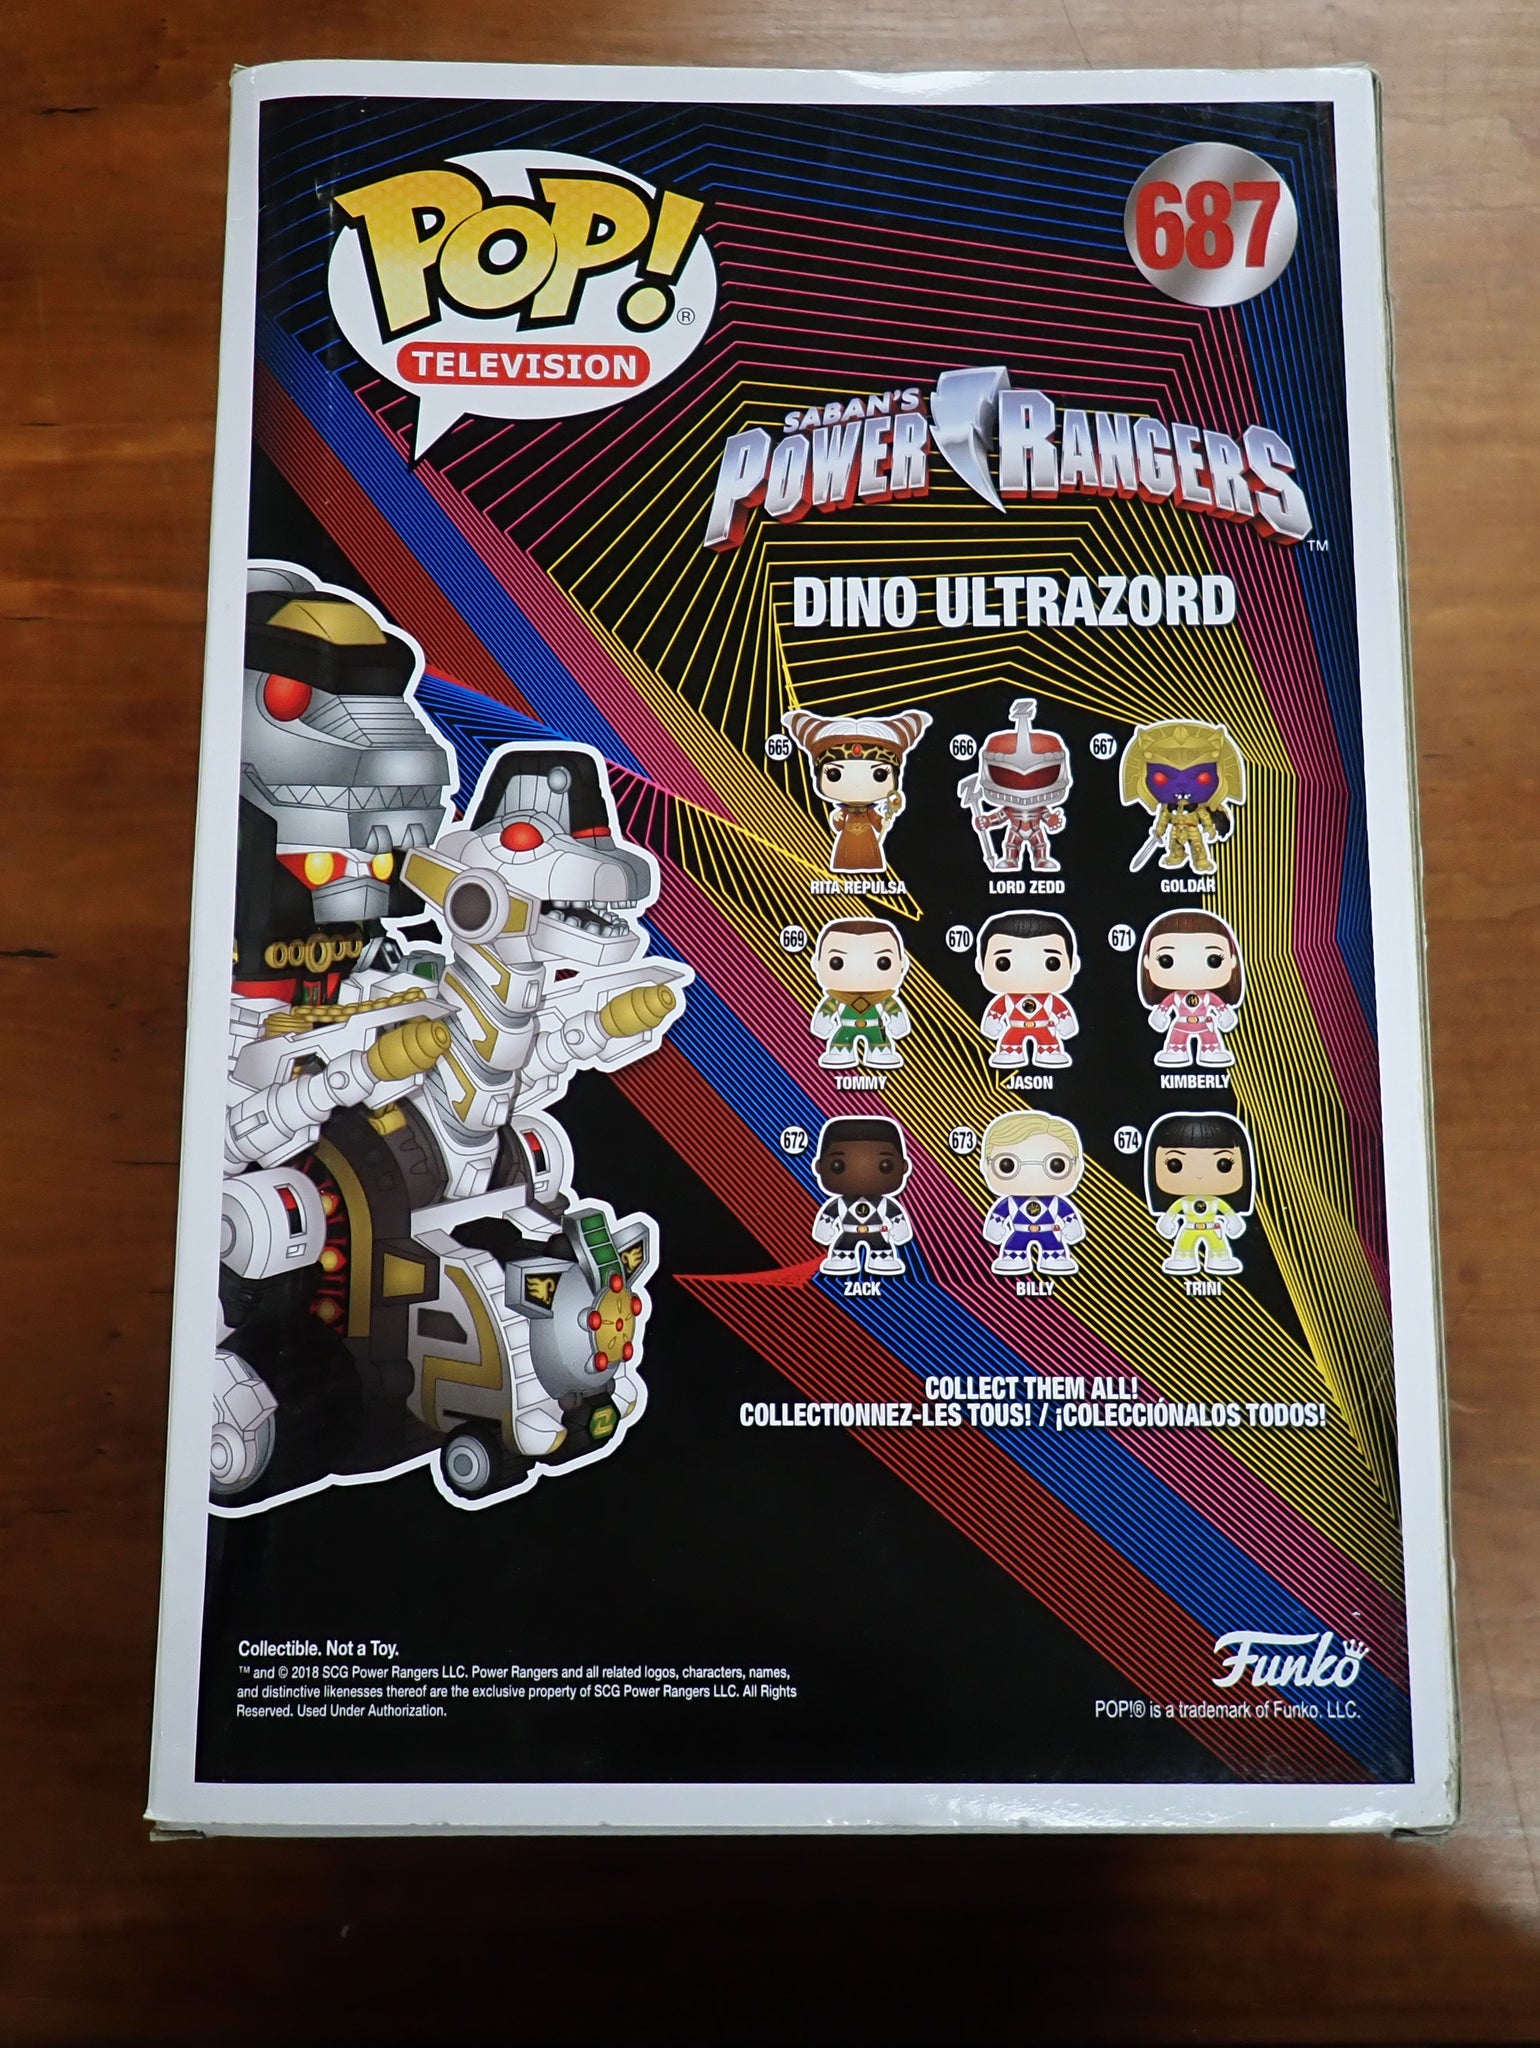 POP! ®
TELEVISION
687
SABAN'S
POWER RANGERS ™
DINO ULTRAZORD
665
666
667
RITA REPULSA
LORD ZEDD
GOLDAR
669
670
671
TOMMY
JASON
KIMBERLY
672
673
674
ZACK
BILLY
TRINI
COLLECT THEM ALL!
COLLECTIONNEZ-LES TOUS! / ¡COLECCIÓNALOS TODOS!
Collectible. Not a Toy.
™ and © 2018 SCG Power Rangers LLC. Power Rangers and all related logos, characters, names,
and distinctive likenesses thereof are the exclusive property of SCG Power Rangers LLC. All Rights
Reserved. Used Under Authorization.
Funko
POP!® is a trademark of Funko, LLC.